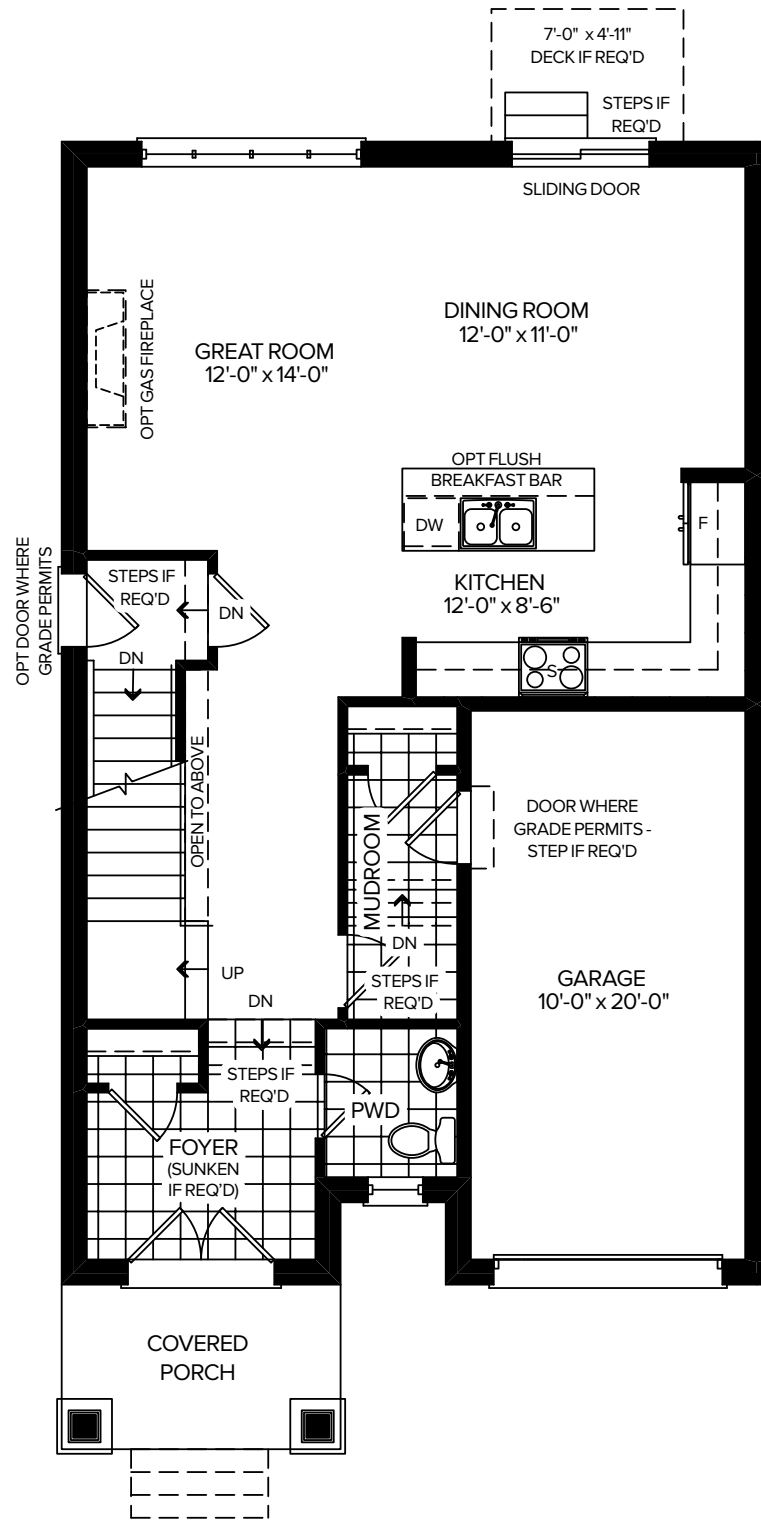 7'-0" x 4'-11"
DECK IF REQ'D
STEPS IF
REQ'D
SLIDING DOOR
OPT GAS FIREPLACE
GREAT ROOM
12'-0" x 14'-0"
DINING ROOM
12'-0" x 11'-0"
OPT FLUSH
BREAKFAST BAR
DW
F
KITCHEN
12'-0" x 8'-6"
S
OPT DOOR WHERE
GRADE PERMITS
STEPS IF
REQ'D
DN
DN
OPEN TO ABOVE
MUDROOM
DOOR WHERE
GRADE PERMITS -
STEP IF REQ'D
DN
STEPS IF
REQ'D
UP
DN
GARAGE
10'-0" x 20'-0"
STEPS IF
REQ'D
PWD
FOYER
(SUNKEN
IF REQ'D)
COVERED
PORCH